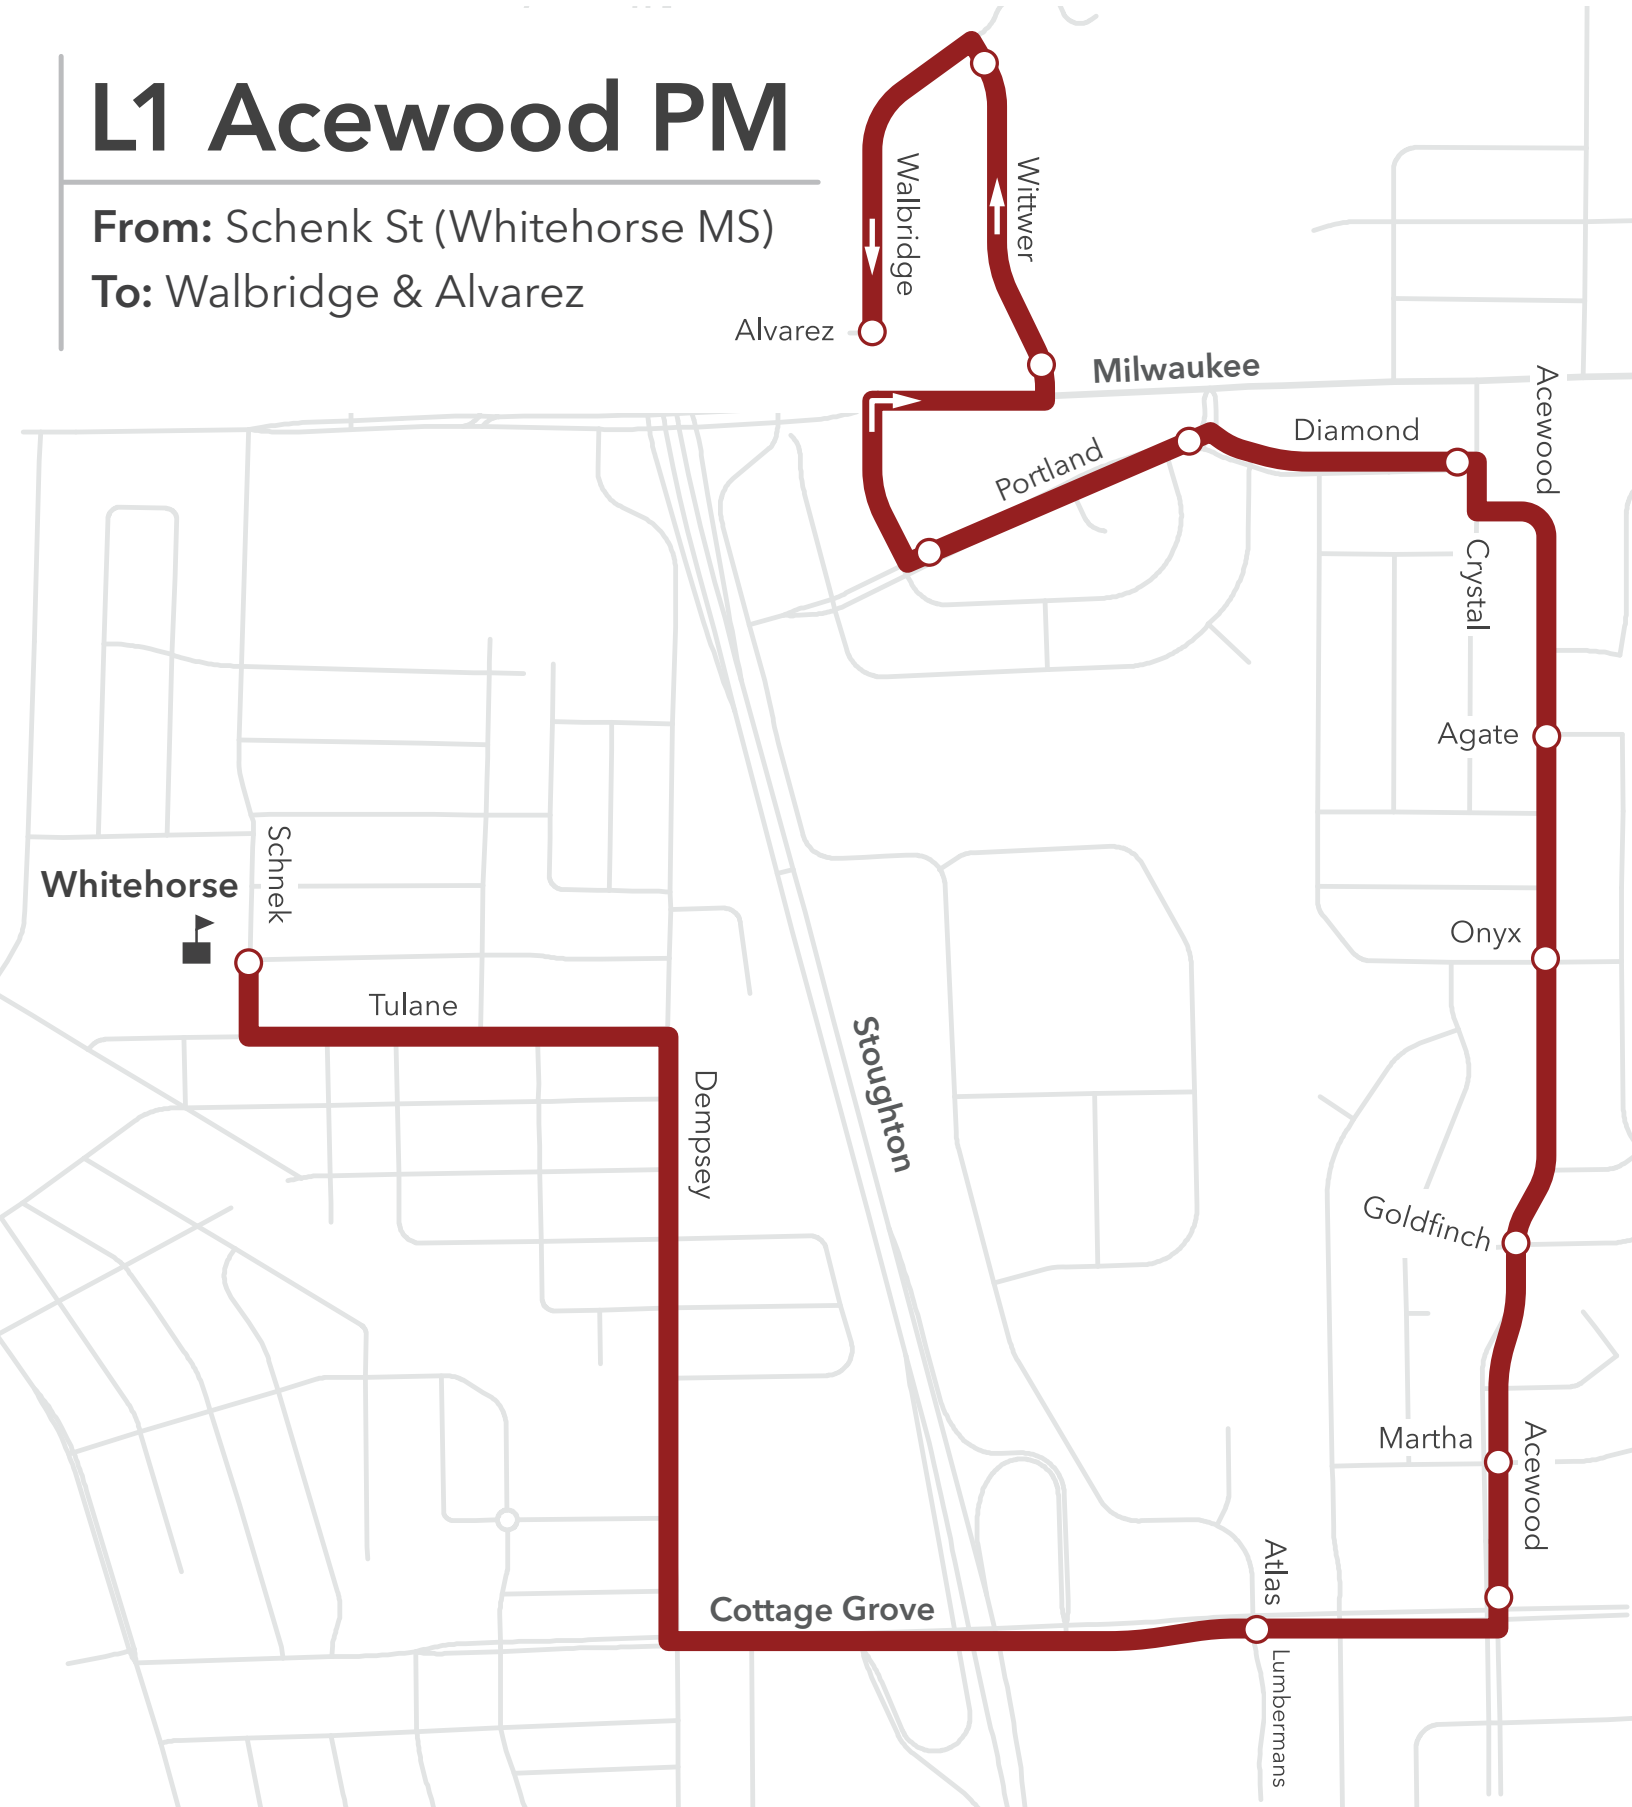 L1 Acewood PM
From: Schenk St (Whitehorse MS)
To: Walbridge & Alvarez
Walbridge
Wittwer
Alvarez
Milwaukee
Acewood
Diamond
Portland
Crystal
Agate
Schnek
Whitehorse
Onyx
Tulane
Stoughton
Dempsey
Goldfinch
Martha
Acewood
Atlas
Cottage Grove
Lumbermans